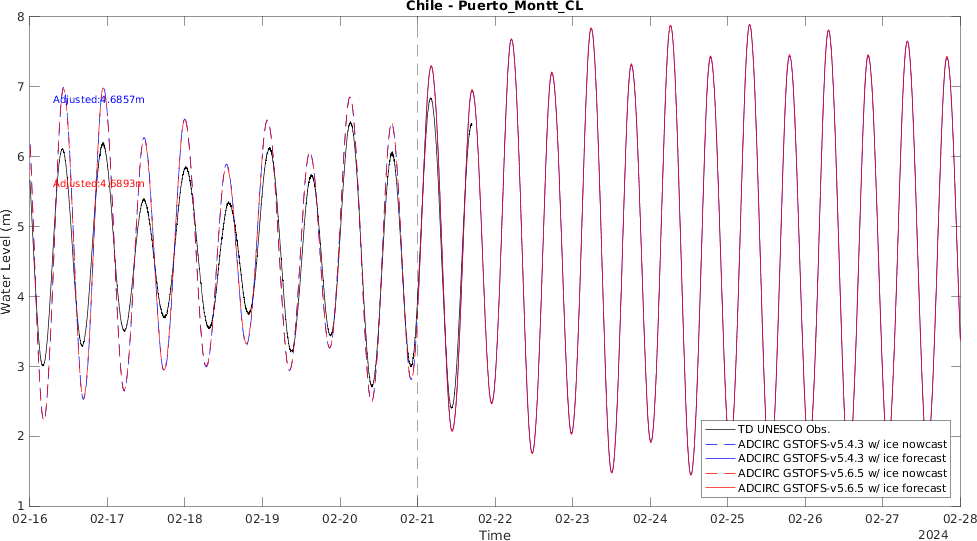 Chile - Puerto_Montt_CL
8
7
6
5
4
3
2
1
Water Level (m)
Adjusted:4.6857m
Adjusted:4.6893m
TD UNESCO Obs.
ADCIRC GSTOFS-v5.4.3 w/ ice nowcast
ADCIRC GSTOFS-v5.4.3 w/ ice forecast
ADCIRC GSTOFS-v5.6.5 w/ ice nowcast
ADCIRC GSTOFS-v5.6.5 w/ ice forecast
02-16 02-17 02-18 02-19 02-20 02-21 02-22 02-23 02-24 02-25 02-26 02-27 02-28
Time
2024